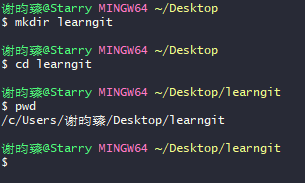 谢昀臻@Starry MINGW64 ~/Desktop
$ mkdir learngit
谢昀臻@Starry MINGW64 ~/Desktop
$ cd learngit
谢昀臻@Starry MINGW64 ~/Desktop/learngit
$ pwd
/c/Users/谢昀臻/Desktop/learngit
谢昀臻@Starry MINGW64 ~/Desktop/learngit
$